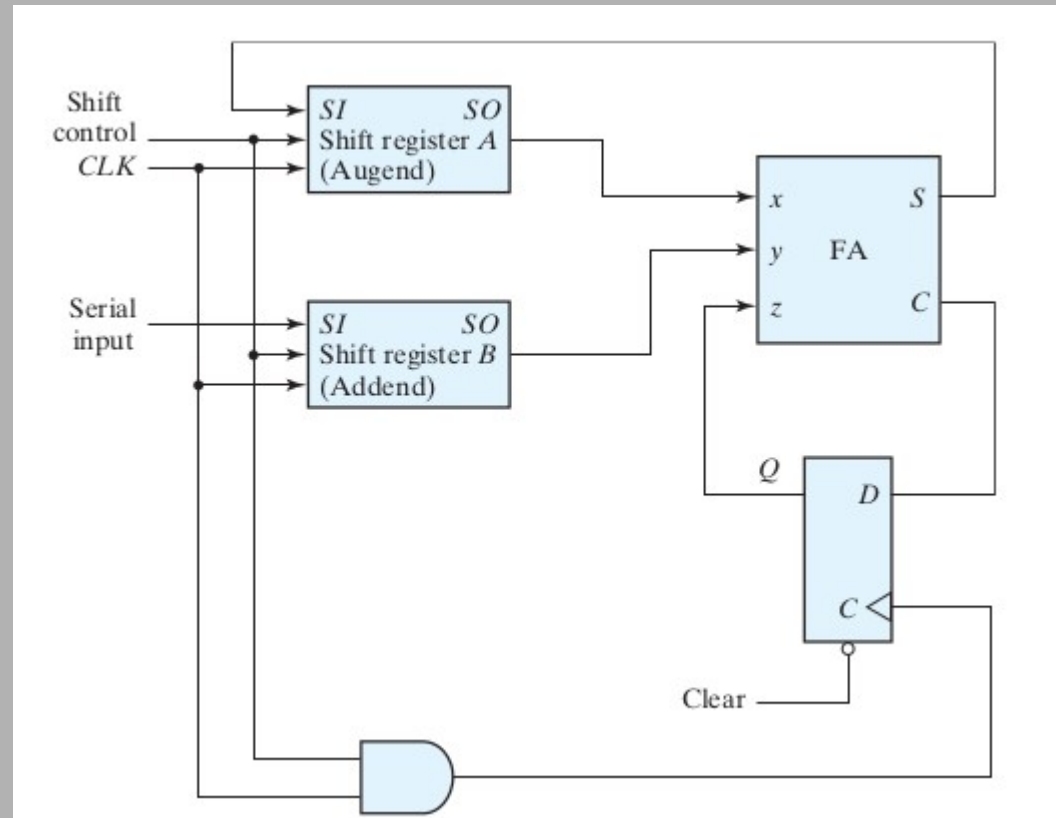 Shift
control
CLK
SI SO
Shift register A
(Augend)
x S
y FA
z C
Serial
input
SI SO
Shift register B
(Addend)
Q
D
C
Clear